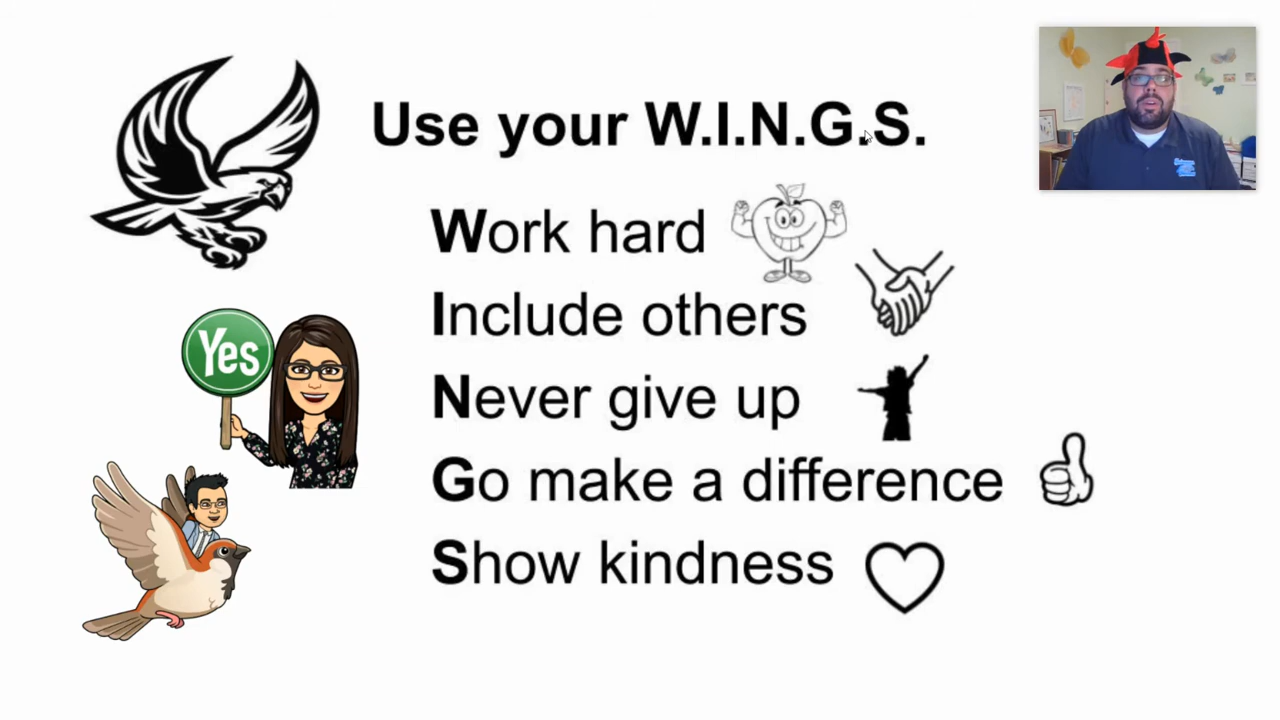 Use your W.I.N.G.S.
Work hard
Include others
Yes
Never give up
Go make a difference
Show kindness